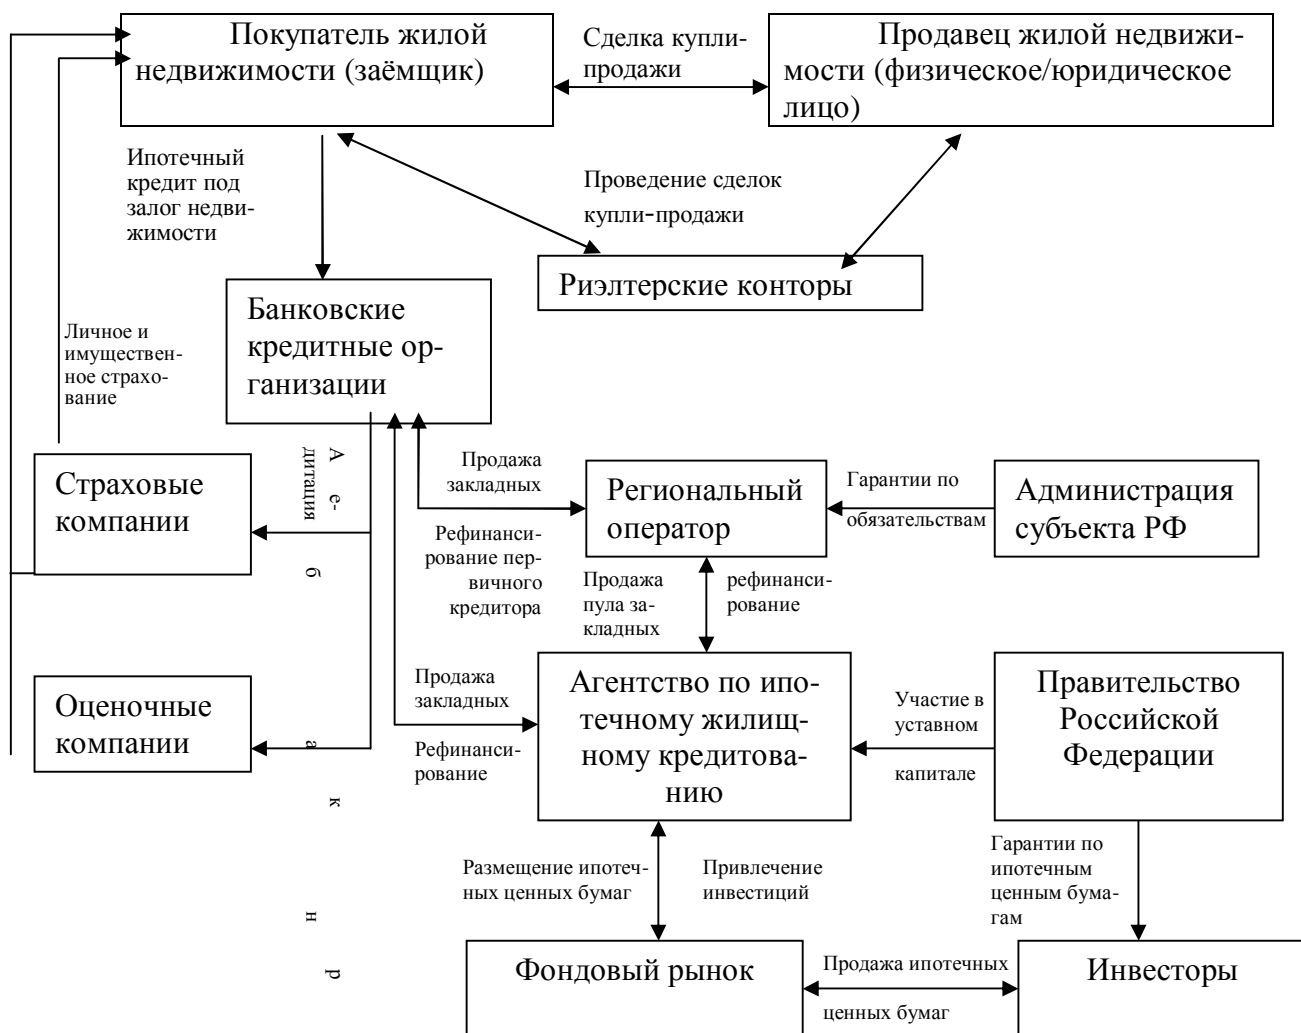 Покупатель жилой
недвижимости (заёмщик)
Сделка купли-
продажи
Продавец жилой недвижи-
мости (физическое/юридическое
лицо)
Ипотечный
кредит под
залог недви-
жимости
Проведение сделок
купли-продажи
Риэлтерские конторы
Банковские
кредитные ор-
ганизации
Личное и
имуществен-
ное страхо-
вание
А е-
дитация
б
а
к
н
р
Страховые
компании
Продажа
закладных
Рефинанси-
рование пер-
вичного
кредитора
Региональный
оператор
Гарантии по
обязательствам
Администрация
субъекта РФ
Продажа
пула за-
кладных
рефинанси-
рование
Оценочные
компании
Продажа
закладных
Рефинанси-
рование
Агентство по ипо-
течному жилищ-
ному кредитова-
нию
Участие в
уставном
капитале
Правительство
Российской
Федерации
Размещение ипотеч-
ных ценных бумаг
Привлечение
инвестиций
Гарантии по
ипотечным
ценным бума-
гам
Фондовый рынок
Продажа ипотечных
ценных бумаг
Инвесторы